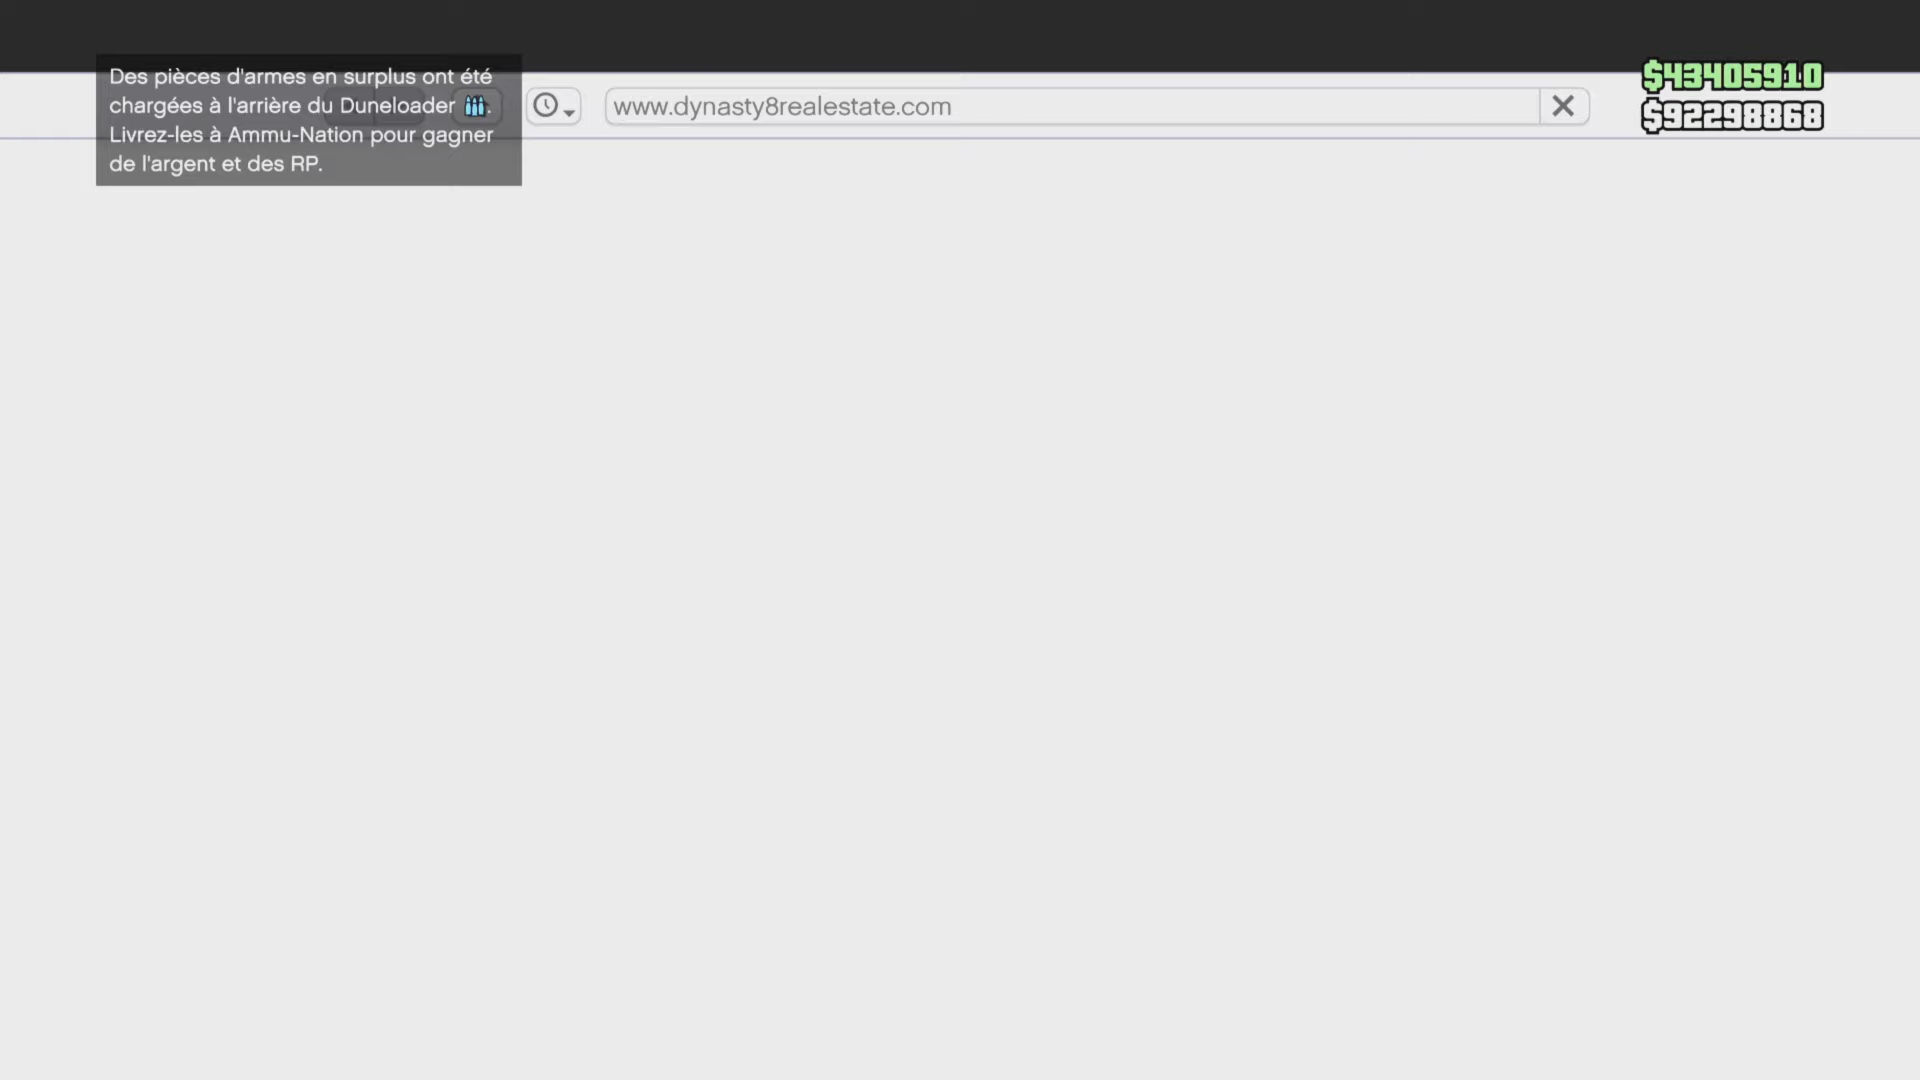 Des pièces d'armes en surplus ont été
chargées à l'arrière du Duneloader .
Livrez-les à Ammu-Nation pour gagner
de l'argent et des RP.
www.dynasty8realestate.com
$43405910
$92298868